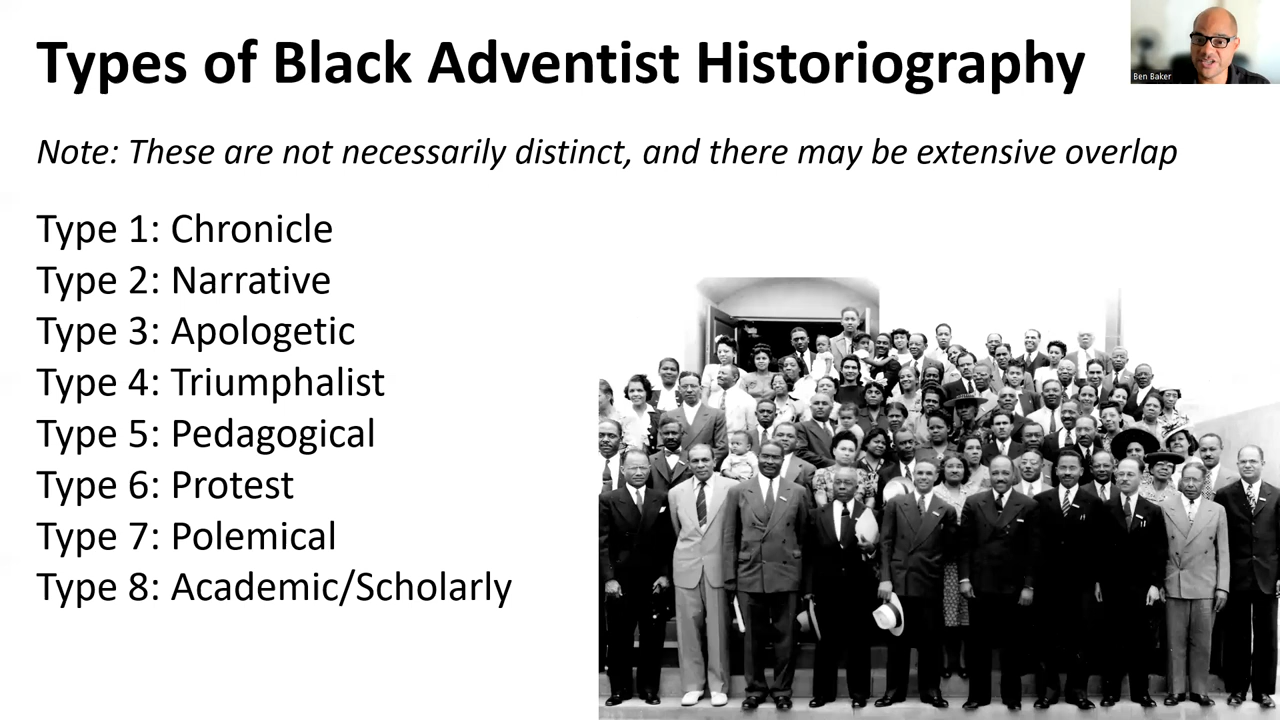 Types of Black Adventist Historiography
Ben Baker
Note: These are not necessarily distinct, and there may be extensive overlap
Type 1: Chronicle
Type 2: Narrative
Type 3: Apologetic
Type 4: Triumphalist
Type 5: Pedagogical
Type 6: Protest
Type 7: Polemical
Type 8: Academic/Scholarly